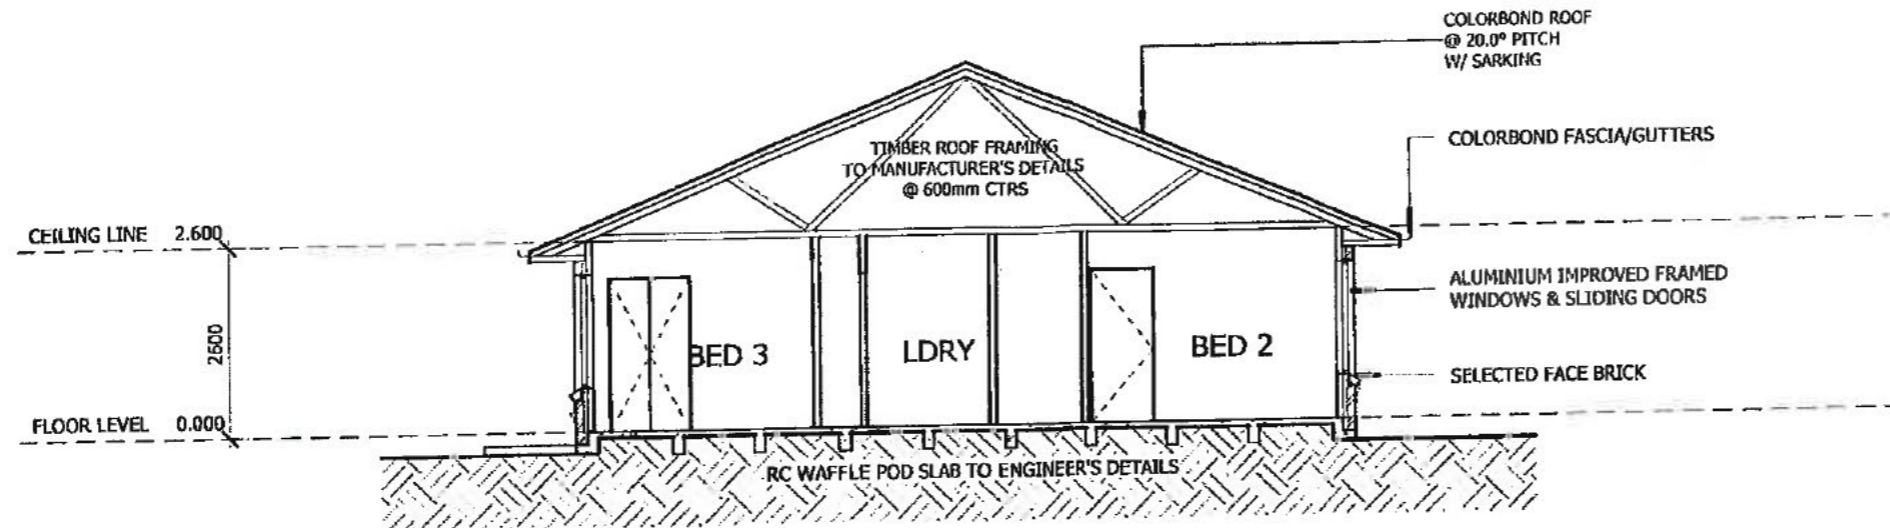 COLORBOND ROOF
@ 20.0° PITCH
W/ SARKING
COLORBOND FASCIA/GUTTERS
TIMBER ROOF FRAMING
TO MANUFACTURER'S DETAILS
@ 600mm CTRS
CEILING LINE 2.600
ALUMINIUM IMPROVED FRAMED
WINDOWS & SLIDING DOORS
2600
BED 3
LDRY
BED 2
SELECTED FACE BRICK
FLOOR LEVEL 0.000
RC WAFFLE POD SLAB TO ENGINEER'S DETAILS